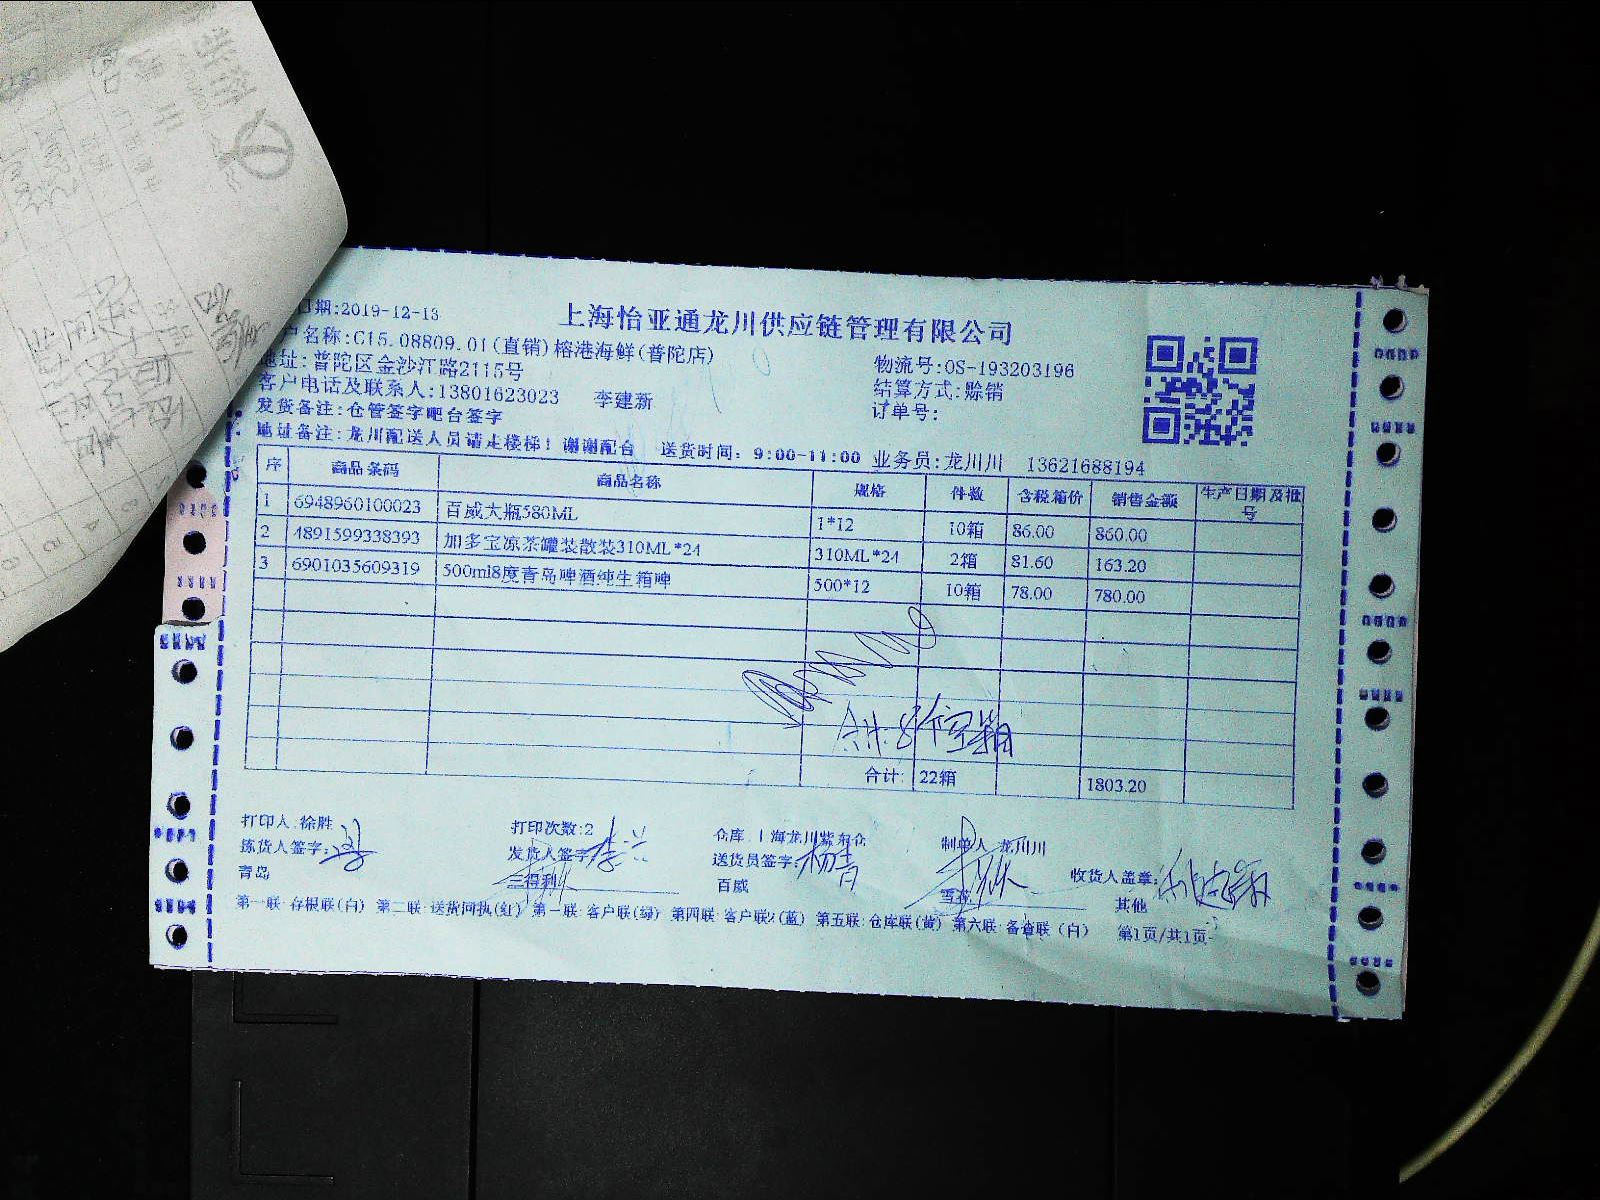 日期:2019-12-13
上海怡亚通龙川供应链管理有限公司
户名称:C15.08809.01(直销)榕港海鲜(普陀店)
地址:普陀区金沙江路2115号
物流号:OS-193203196
客户电话及联系人:13801623023 李建新
结算方式:赊销
发货备注:仓管签字吧台签字
订单号:
地址备注:龙川配送人员请走楼梯！谢谢配合 送货时间：9:00-11:00 业务员:龙川川 13621688194
序 商品条码 商品名称 规格 件数 含税箱价 销售金额 生产日期及批号
1 6948960100023 百威大瓶580ML 1*12 10箱 86.00 860.00
2 4891599338393 加多宝凉茶罐装散装310ML*24 310ML*24 2箱 81.60 163.20
3 6901035609319 500ml8度青岛啤酒纯生箱啤 500*12 10箱 78.00 780.00
空箱
合计: 22箱 1803.20
打印人:徐胜 打印次数:2 仓库:上海龙川紫东仓 制单人:龙川川
拣货人签字: 发货人签字: 李兴 送货员签字: 杨青 收货人盖章:
青岛 三得利 百威 雪花 其他
第一联:存根联(白) 第二联:送货回执(红) 第一联:客户联(绿) 第四联:客户联2(蓝) 第五联:仓库联(黄) 第六联:备查联(白) 第1页/共1页